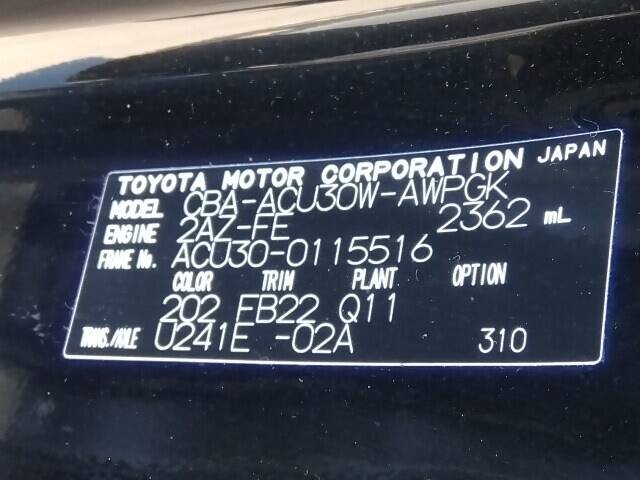 TOYOTA MOTOR CORPORATION JAPAN
MODEL CBA-ACU30W-AWPGK
ENGINE 2AZ-FE 2362 mL
FRAME No. ACU30-0115516
COLOR TRIM PLANT OPTION
202 FB22 Q11
TRANS./AXLE U241E -02A 310